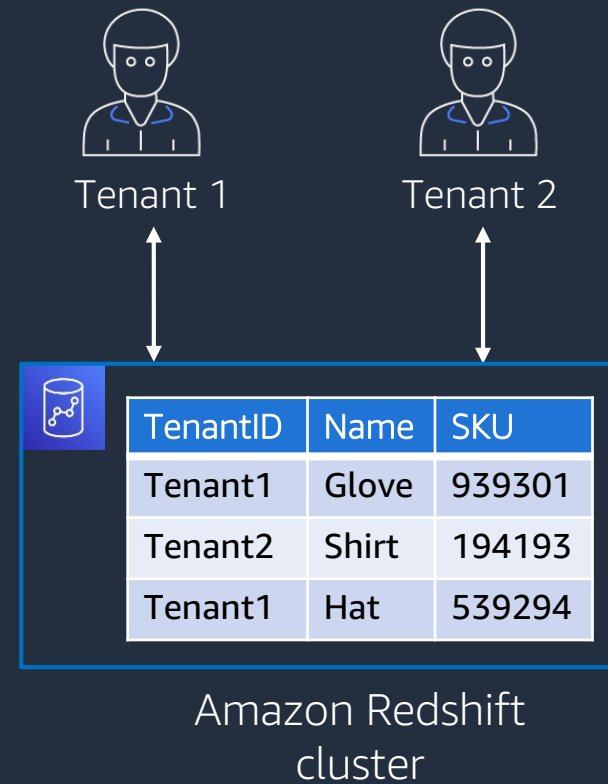 Tenant 1
Tenant 2
TenantID Name SKU
Tenant1 Glove 939301
Tenant2 Shirt 194193
Tenant1 Hat 539294
Amazon Redshift
cluster